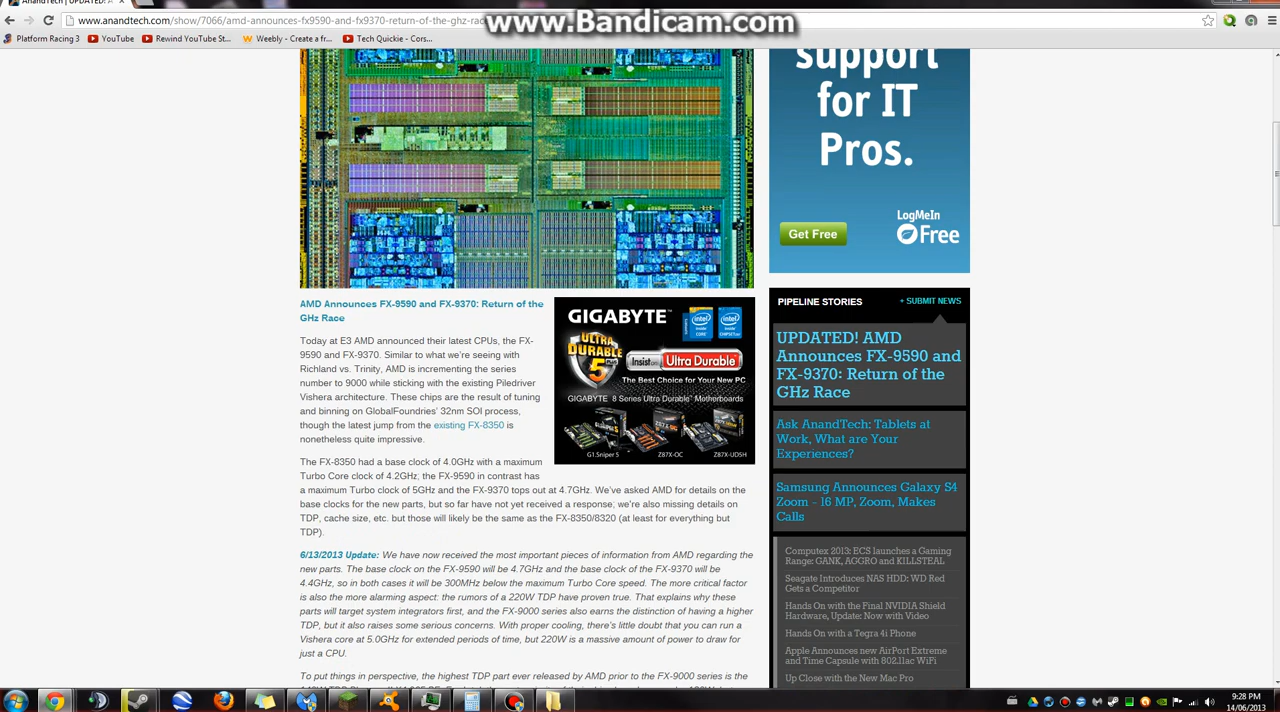 AnandTech | UPDATED! A
www.anandtech.com/show/7066/amd-announces-fx9590-and-fx9370-return-of-the-ghz-rac
www.Bandicam.com
Platform Racing 3
YouTube
Rewind YouTube St...
Weebly - Create a fr...
Tech Quickie - Cors...
support
for IT
Pros.
Get Free
LogMeIn
Free
AMD Announces FX-9590 and FX-9370: Return of the
GHz Race
Today at E3 AMD announced their latest CPUs, the FX-
9590 and FX-9370. Similar to what we're seeing with
Richland vs. Trinity, AMD is incrementing the series
number to 9000 while sticking with the existing Piledriver
Vishera architecture. These chips are the result of tuning
and binning on GlobalFoundries' 32nm SOI process,
though the latest jump from the existing FX-8350 is
nonetheless quite impressive.
The FX-8350 had a base clock of 4.0GHz with a maximum
Turbo Core clock of 4.2GHz; the FX-9590 in contrast has
a maximum Turbo clock of 5GHz and the FX-9370 tops out at 4.7GHz. We've asked AMD for details on the
base clocks for the new parts, but so far have not yet received a response; we're also missing details on
TDP, cache size, etc. but those will likely be the same as the FX-8350/8320 (at least for everything but
TDP).
6/13/2013 Update: We have now received the most important pieces of information from AMD regarding the
new parts. The base clock on the FX-9590 will be 4.7GHz and the base clock of the FX-9370 will be
4.4GHz, so in both cases it will be 300MHz below the maximum Turbo Core speed. The more critical factor
is also the more alarming aspect: the rumors of a 220W TDP have proven true. That explains why these
parts will target system integrators first, and the FX-9000 series also earns the distinction of having a higher
TDP, but it also raises some serious concerns. With proper cooling, there's little doubt that you can run a
Vishera core at 5.0GHz for extended periods of time, but 220W is a massive amount of power to draw for
just a CPU.
To put things in perspective, the highest TDP part ever released by AMD prior to the FX-9000 series is the
GIGABYTE
intel
CORE
intel
CHIPSET
ULTRA
DURABLE
5
Insist on Ultra Durable
The Best Choice for Your New PC
GIGABYTE 8 Series Ultra Durable Motherboards
G1.Sniper 5
Z87X-OC
Z87X-UD5H
PIPELINE STORIES
+ SUBMIT NEWS
UPDATED! AMD
Announces FX-9590 and
FX-9370: Return of the
GHz Race
Ask AnandTech: Tablets at
Work, What are Your
Experiences?
Samsung Announces Galaxy S4
Zoom - 16 MP, Zoom, Makes
Calls
Computex 2013: ECS launches a Gaming
Range: GANK, AGGRO and KILLSTEAL
Seagate Introduces NAS HDD: WD Red
Gets a Competitor
Hands On with the Final NVIDIA Shield
Hardware, Update: Now with Video
Hands On with a Tegra 4i Phone
Apple Announces new AirPort Extreme
and Time Capsule with 802.11ac WiFi
Up Close with the New Mac Pro
9:28 PM
14/06/2013